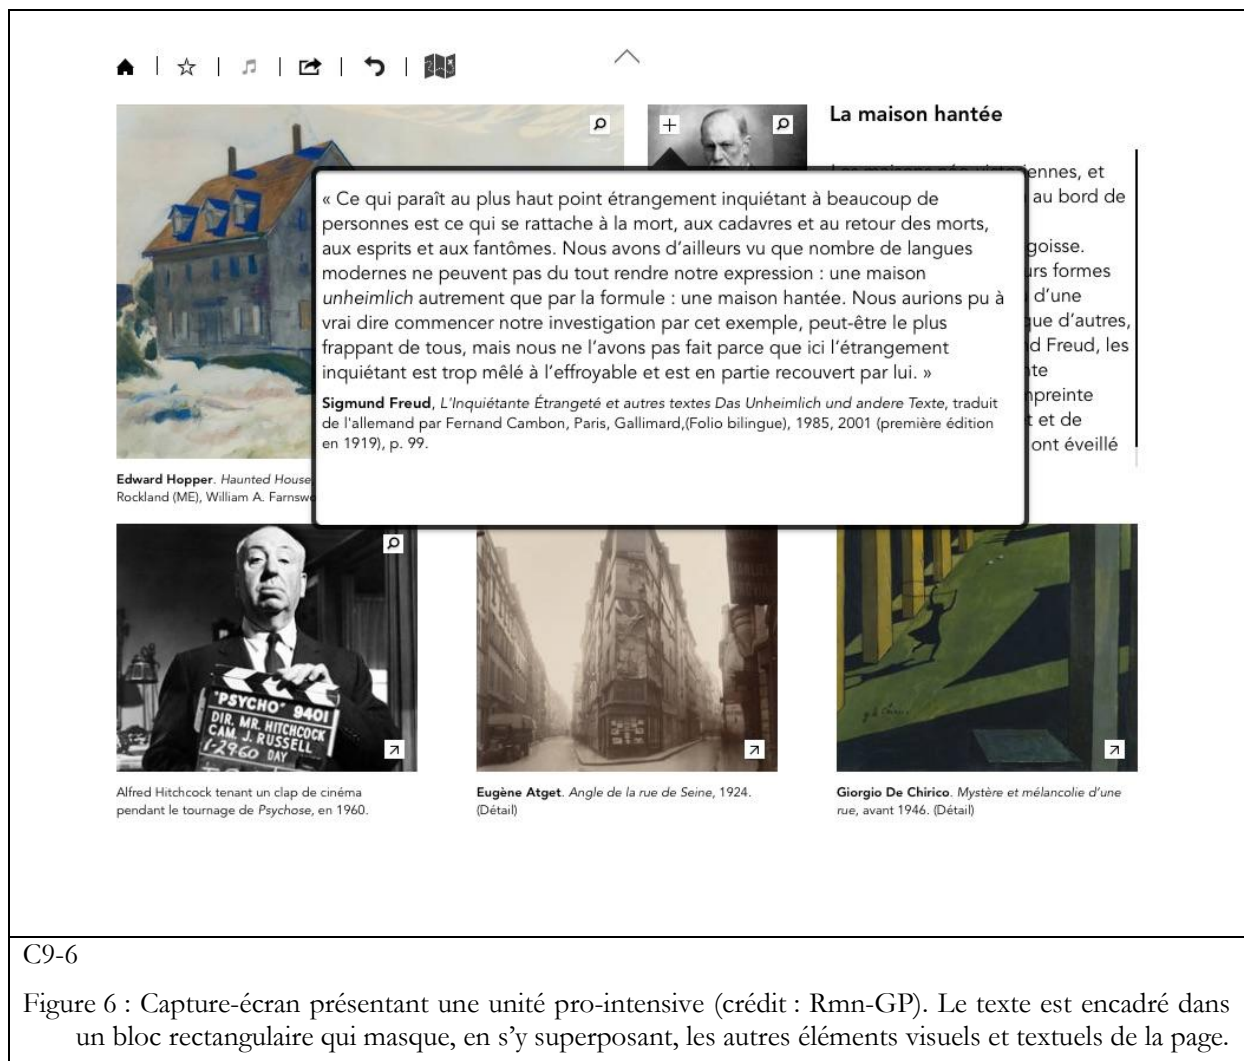 La maison hantée
iennes, et
« Ce qui paraît au plus haut point étrangement inquiétant à beaucoup de
au bord de
personnes est ce qui se rattache à la mort, aux cadavres et au retour des morts,
aux esprits et aux fantômes. Nous avons d’ailleurs vu que nombre de langues
goisse.
modernes ne peuvent pas du tout rendre notre expression : une maison
urs formes
unheimlich autrement que par la formule : une maison hantée. Nous aurions pu à
d’une
vrai dire commencer notre investigation par cet exemple, peut-être le plus
que d’autres,
frappant de tous, mais nous ne l’avons pas fait parce que ici l’étrangement
d Freud, les
inquiétant est trop mêlé à l’effroyable et est en partie recouvert par lui. »
nte
Sigmund Freud, L'Inquiétante Étrangeté et autres textes Das Unheimlich und andere Texte, traduit
mpreinte
de l'allemand par Fernand Cambon, Paris, Gallimard,(Folio bilingue), 1985, 2001 (première édition
t et de
en 1919), p. 99.
ont éveillé
Edward Hopper. Haunted House
Rockland (ME), William A. Farnswo
"PSYCHO" 9401
DIR. MR. HITCHCOCK
CAM. J. RUSSELL
1-2960 DAY
Alfred Hitchcock tenant un clap de cinéma
pendant le tournage de Psychose, en 1960.
Eugène Atget. Angle de la rue de Seine, 1924.
(Détail)
Giorgio De Chirico. Mystère et mélancolie d’une
rue, avant 1946. (Détail)
C9-6
Figure 6 : Capture-écran présentant une unité pro-intensive (crédit : Rmn-GP). Le texte est encadré dans
un bloc rectangulaire qui masque, en s’y superposant, les autres éléments visuels et textuels de la page.